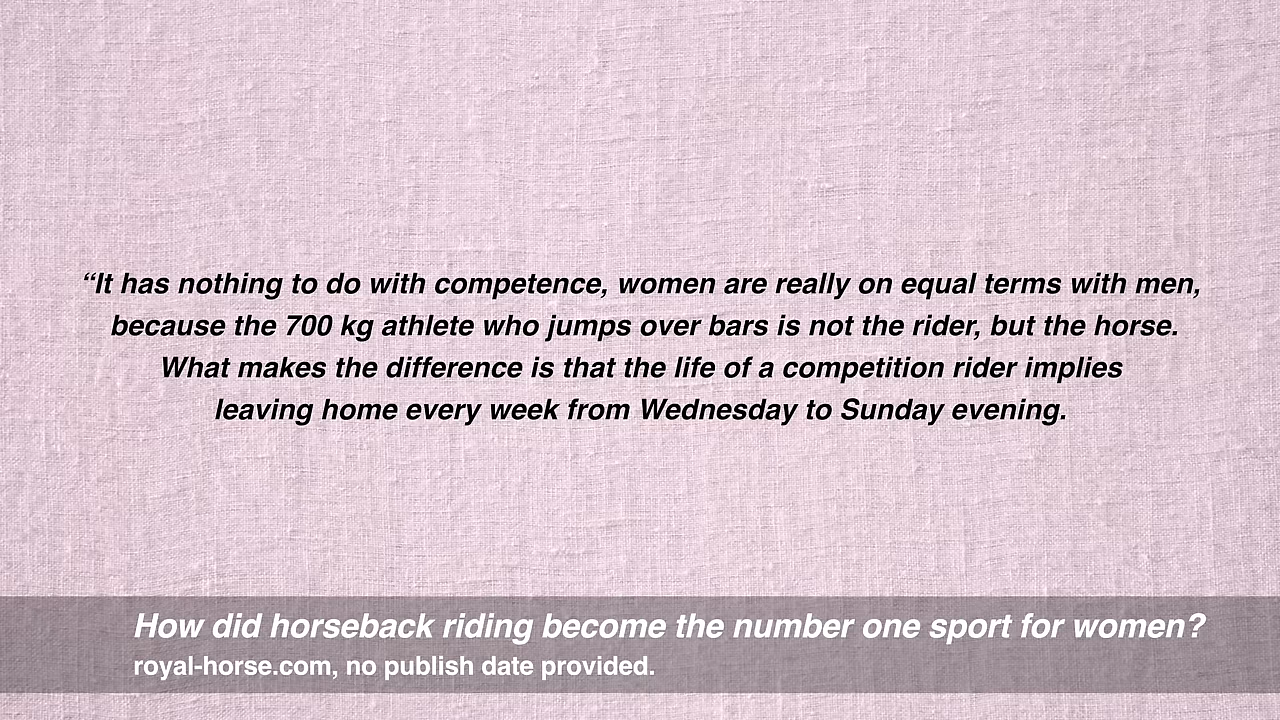 “It has nothing to do with competence, women are really on equal terms with men,
because the 700 kg athlete who jumps over bars is not the rider, but the horse.
What makes the difference is that the life of a competition rider implies
leaving home every week from Wednesday to Sunday evening.
How did horseback riding become the number one sport for women?
royal-horse.com, no publish date provided.